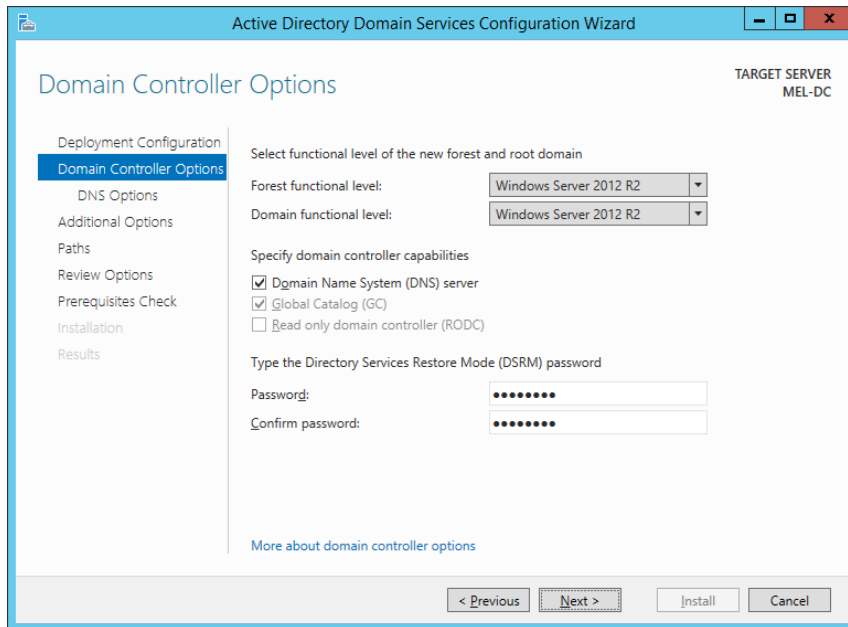 Active Directory Domain Services Configuration Wizard
Domain Controller Options
TARGET SERVER
MEL-DC
Deployment Configuration
Domain Controller Options
DNS Options
Additional Options
Paths
Review Options
Prerequisites Check
Installation
Results
Select functional level of the new forest and root domain
Forest functional level: Windows Server 2012 R2
Domain functional level: Windows Server 2012 R2
Specify domain controller capabilities
Domain Name System (DNS) server
Global Catalog (GC)
Read only domain controller (RODC)
Type the Directory Services Restore Mode (DSRM) password
Password: ●●●●●●●●
Confirm password: ●●●●●●●●
More about domain controller options
< Previous Next > Install Cancel